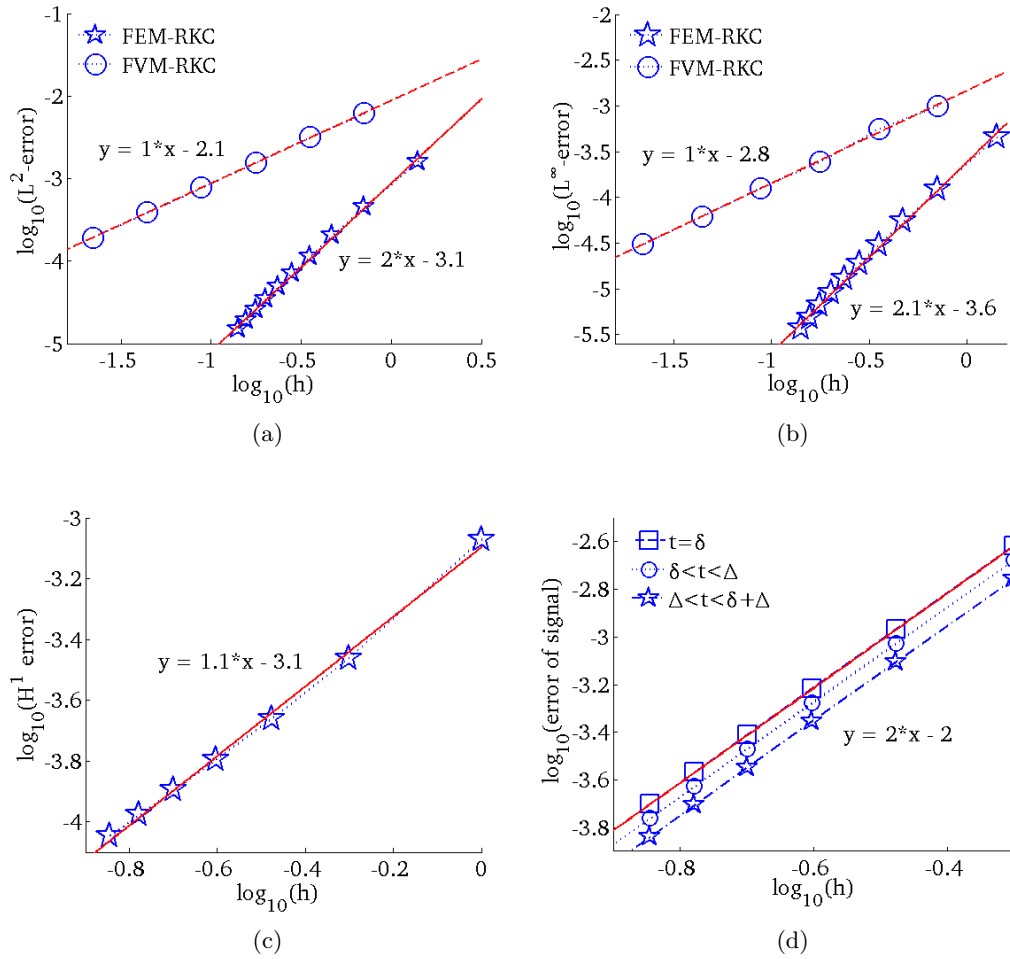 -1
FEM-RKC
FVM-RKC
-2
y = 1*x - 2.1
log10(L2-error)
-3
-4
y = 2*x - 3.1
-5
-1.5
-1
-0.5
0
0.5
log10(h)
(a)
-2
FEM-RKC
FVM-RKC
-2.5
-3
y = 1*x - 2.8
log10(L∞-error)
-3.5
-4
-4.5
-5
y = 2.1*x - 3.6
-5.5
-1.5
-1
-0.5
0
log10(h)
(b)
-3
-3.2
log10(H1 error)
-3.4
y = 1.1*x - 3.1
-3.6
-3.8
-4
-0.8
-0.6
-0.4
-0.2
0
log10(h)
(c)
-2.6
t=δ
δ<t<Δ
Δ<t<δ+Δ
-2.8
log10(error of signal)
-3
-3.2
-3.4
y = 2*x - 2
-3.6
-3.8
-0.8
-0.6
-0.4
log10(h)
(d)